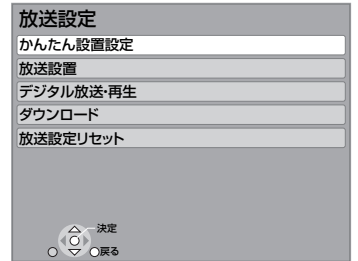 放送設定
かんたん設置設定
放送設置
デジタル放送・再生
ダウンロード
放送設定リセット
決定
戻る